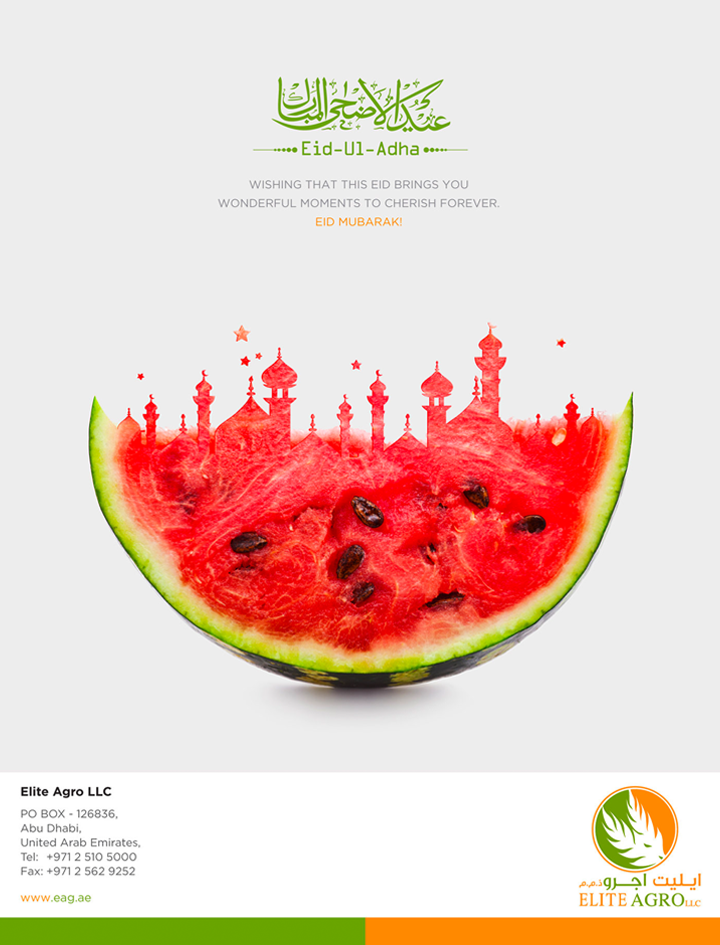 عيد الأضحى المبارك
Eid-Ul-Adha
WISHING THAT THIS EID BRINGS YOU
WONDERFUL MOMENTS TO CHERISH FOREVER.
EID MUBARAK!
Elite Agro LLC
PO BOX - 126836,
Abu Dhabi,
United Arab Emirates,
Tel: +971 2 510 5000
Fax: +971 2 562 9252
www.eag.ae
ايليت اجرو ذ.م.م
ELITE AGRO LLC